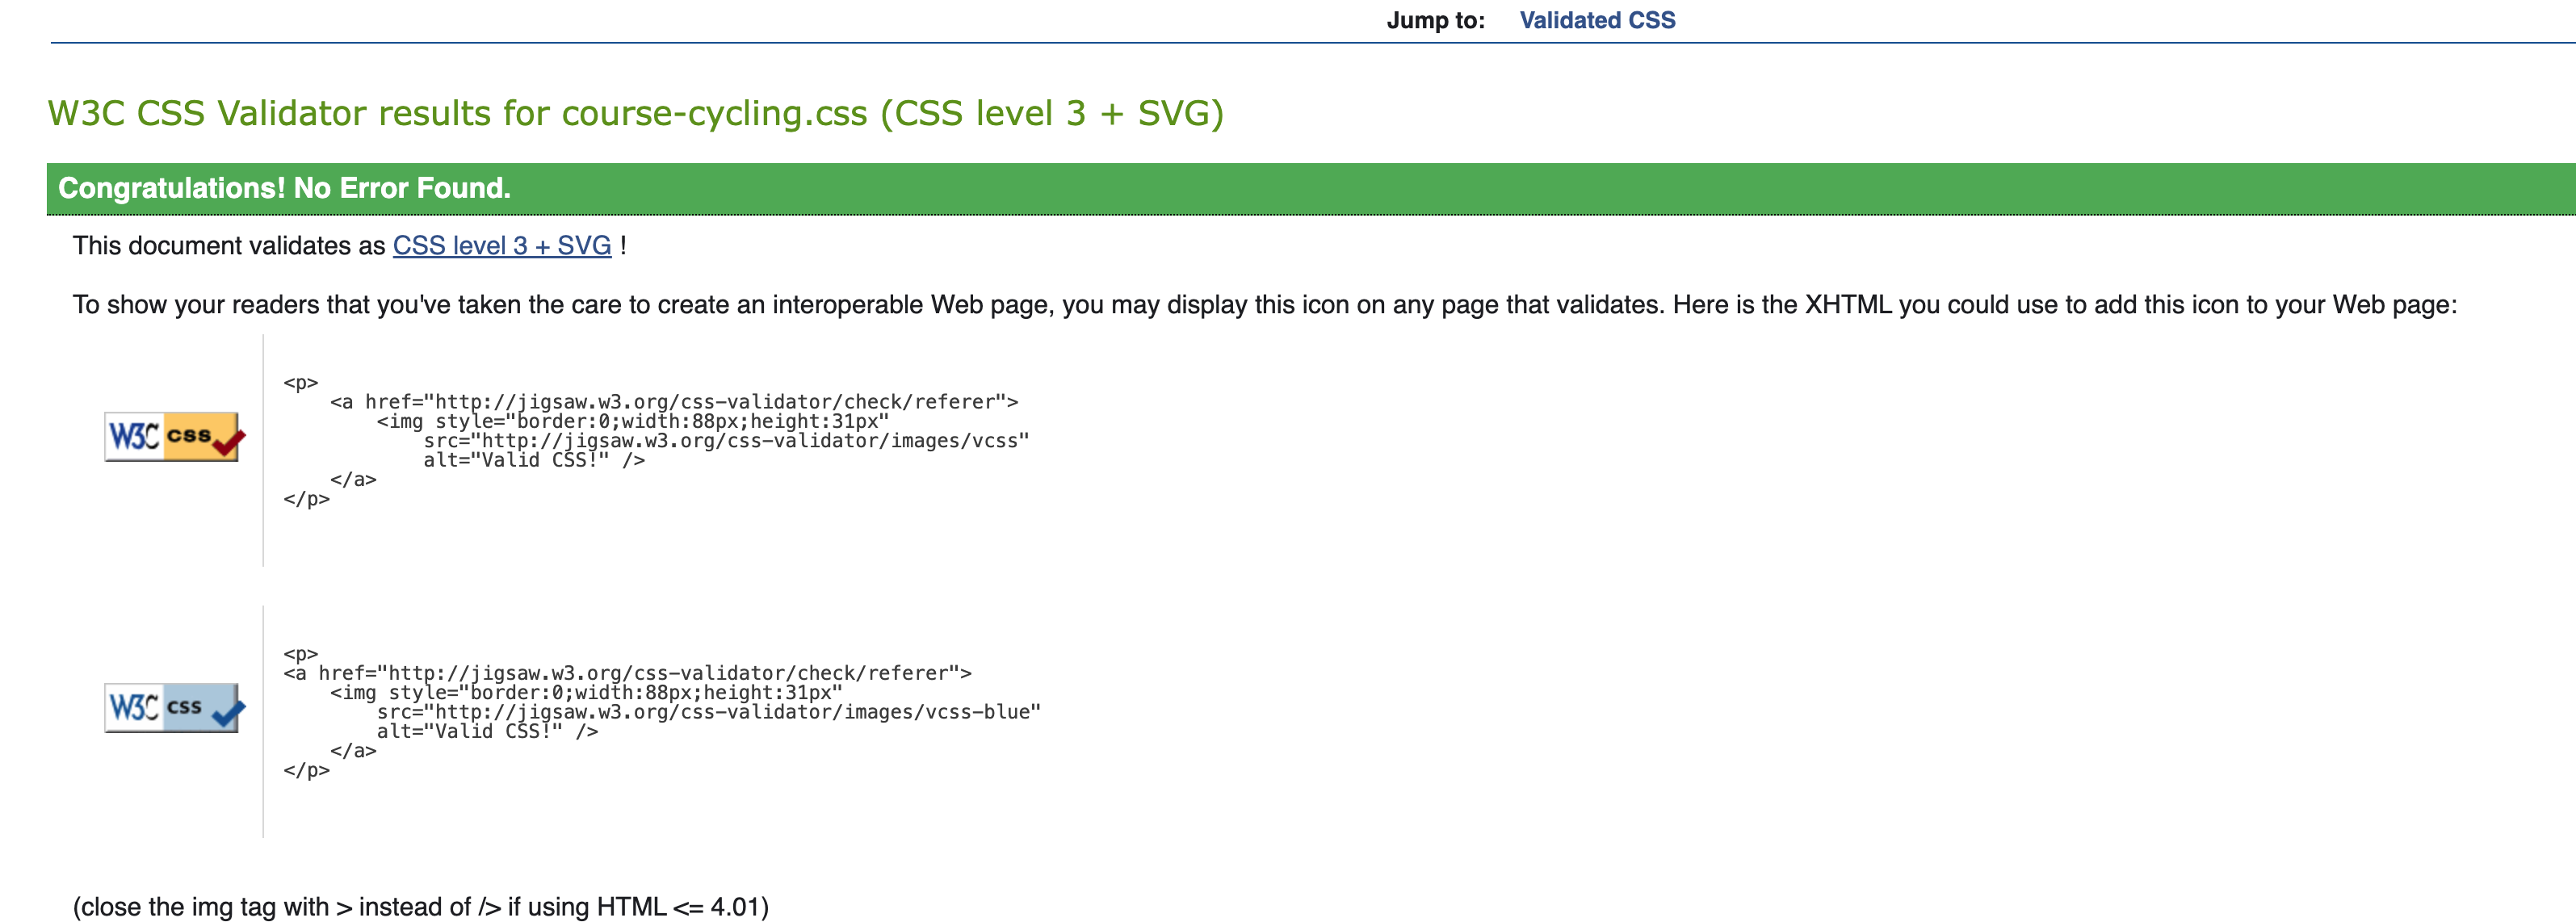 Jump to: Validated CSS
W3C CSS Validator results for course-cycling.css (CSS level 3 + SVG)
Congratulations! No Error Found.
This document validates as CSS level 3 + SVG !
To show your readers that you've taken the care to create an interoperable Web page, you may display this icon on any page that validates. Here is the XHTML you could use to add this icon to your Web page:
W3C css
<p>
    <a href="http://jigsaw.w3.org/css-validator/check/referer">
        <img style="border:0;width:88px;height:31px"
            src="http://jigsaw.w3.org/css-validator/images/vcss"
            alt="Valid CSS!" />
    </a>
</p>
W3C css
<p>
<a href="http://jigsaw.w3.org/css-validator/check/referer">
    <img style="border:0;width:88px;height:31px"
        src="http://jigsaw.w3.org/css-validator/images/vcss-blue"
        alt="Valid CSS!" />
    </a>
</p>
(close the img tag with > instead of /> if using HTML <= 4.01)